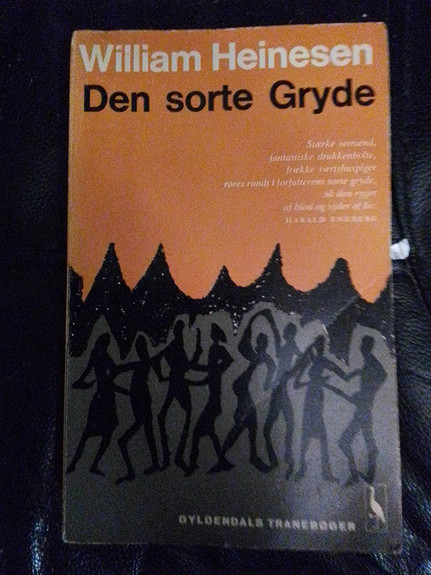 William Heinesen
Den sorte Gryde
Stærke sømænd,
fantastiske drukkenbolte,
frække værtshuspiger
røres rundt i forfatterens sorte gryde,
så den ryger
af blod og syder af liv.
HARALD ENGBERG
GYLDENDALS TRANEBØGER